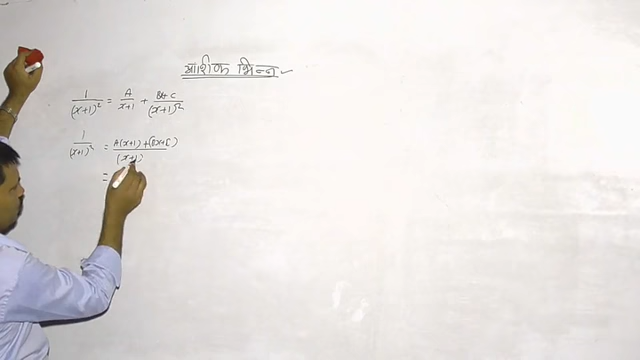 आंशिक भिन्न ✓
1/(x+1)² = A/(x+1) + (Bx+C)/(x+1)²
1/(x+1)² = (A(x+1)+(Bx+C))/(x+1)
=